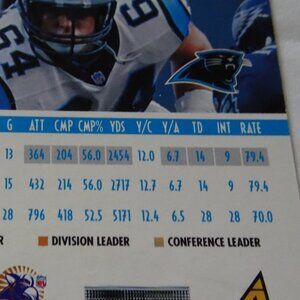 64
G ATT CMP CMP% YDS Y/C Y/A TD INT RATE
13 364 204 56.0 2454 12.0 6.7 14 9 79.4
15 432 214 56.0 2717 12.7 6.7 14 9 79.4
28 796 418 52.5 5171 12.4 6.5 28 28 70.0
R DIVISION LEADER CONFERENCE LEADER